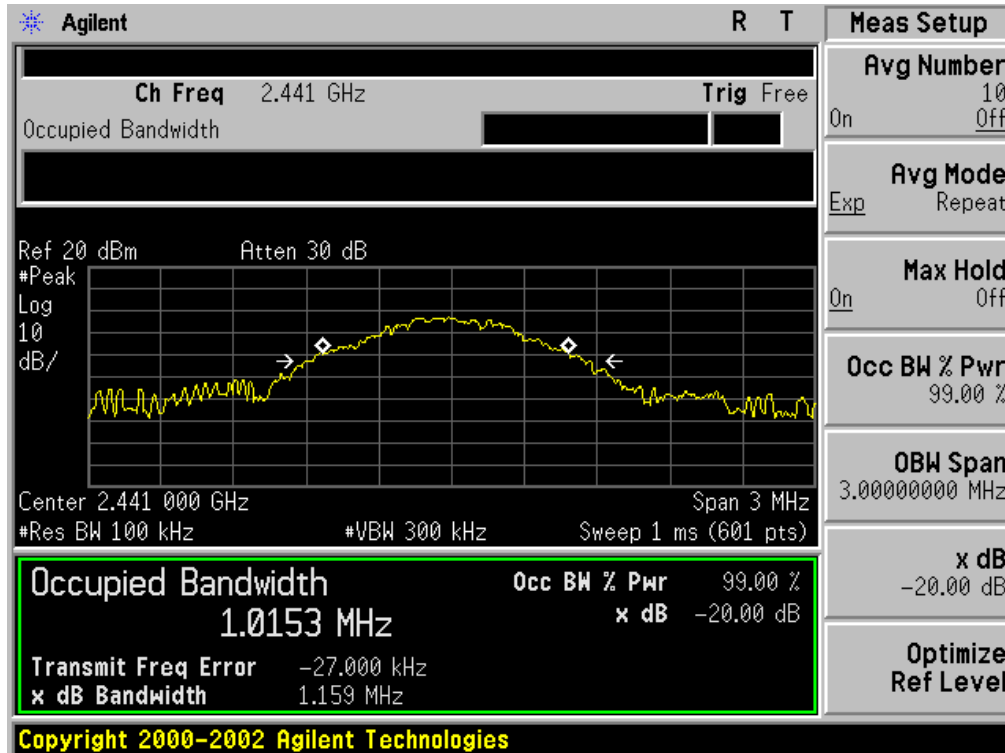 Agilent R T
Ch Freq 2.441 GHz Trig Free
Occupied Bandwidth
Ref 20 dBm Atten 30 dB
#Peak
Log
10
dB/
Center 2.441 000 GHz Span 3 MHz
#Res BW 100 kHz #VBW 300 kHz Sweep 1 ms (601 pts)
Occupied Bandwidth Occ BW % Pwr 99.00 %
1.0153 MHz x dB -20.00 dB
Transmit Freq Error -27.000 kHz
x dB Bandwidth 1.159 MHz
Copyright 2000-2002 Agilent Technologies
Meas Setup
Avg Number
10
On Off
Avg Mode
Exp Repeat
Max Hold
On Off
Occ BW % Pwr
99.00 %
OBW Span
3.00000000 MHz
x dB
-20.00 dB
Optimize
Ref Level